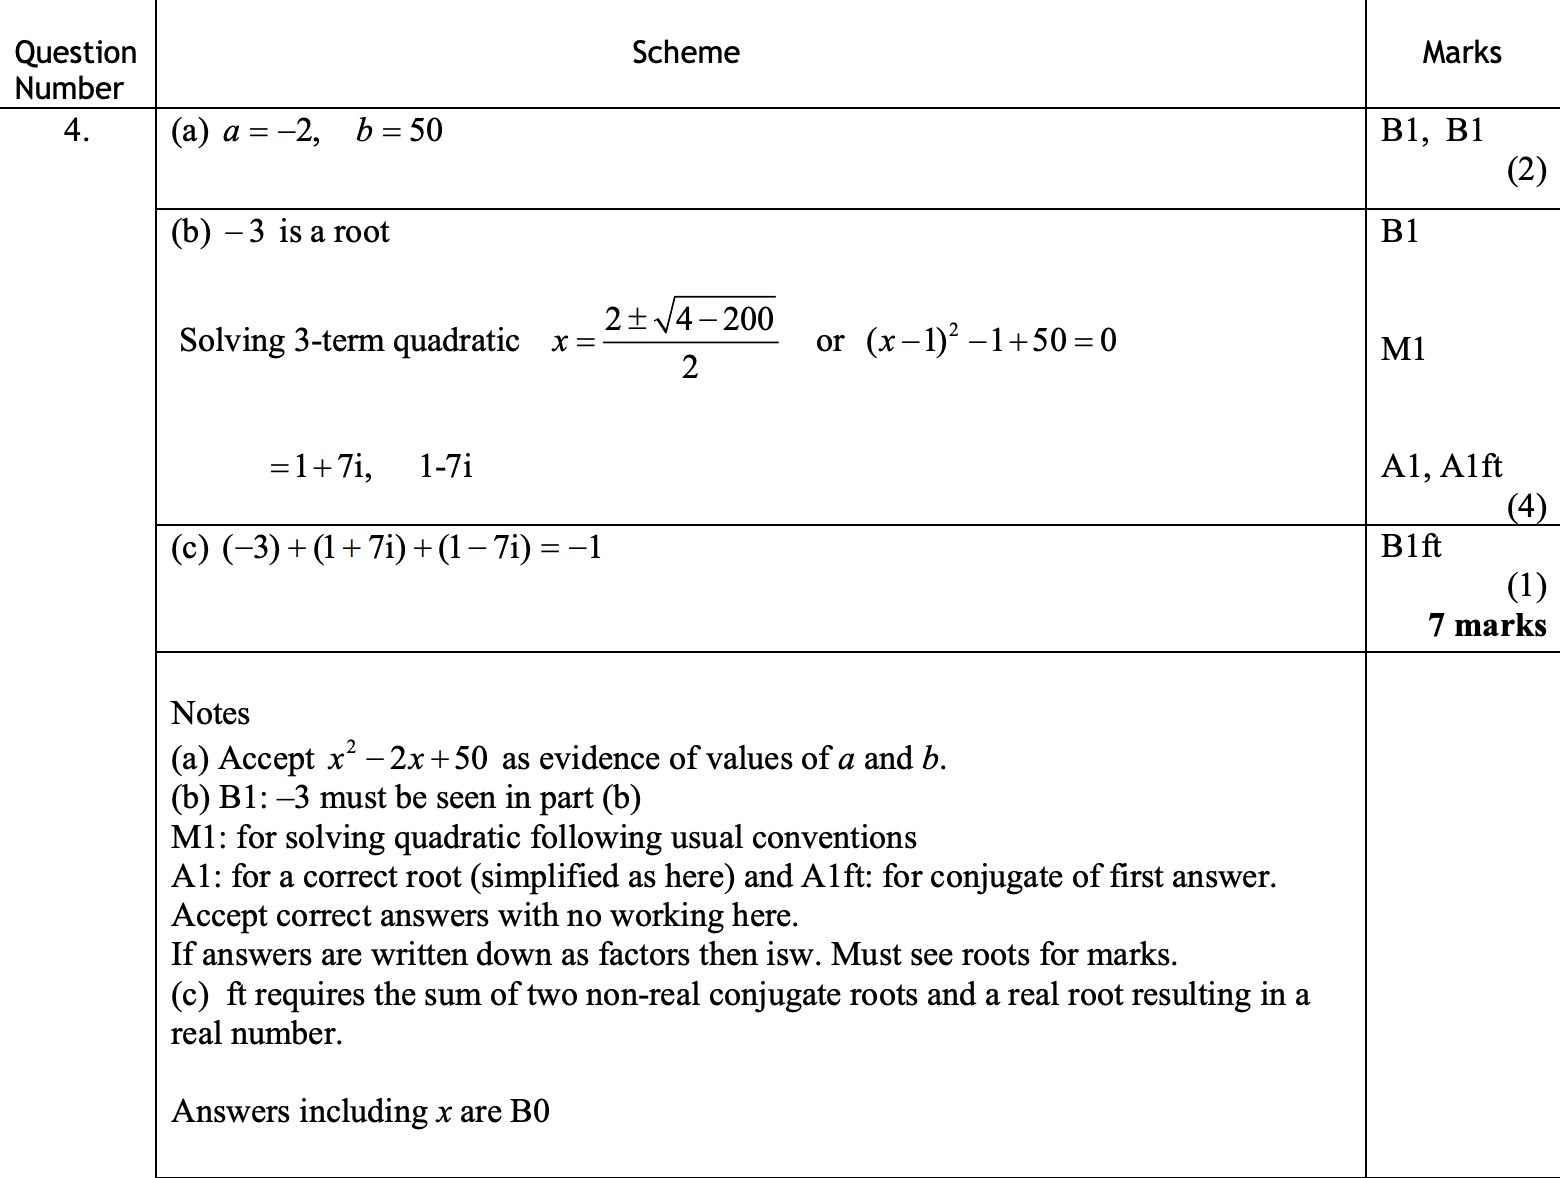 Question Number Scheme Marks
4. (a) a = –2, b = 50 B1, B1
(2)
(b) – 3 is a root B1
Solving 3-term quadratic x = (2 ± √(4 – 200))/2 or (x – 1)² – 1 + 50 = 0 M1
= 1 + 7i, 1-7i A1, A1ft
(4)
(c) (–3) + (1 + 7i) + (1 – 7i) = –1 B1ft
(1)
7 marks
Notes
(a) Accept x² – 2x + 50 as evidence of values of a and b.
(b) B1: –3 must be seen in part (b)
M1: for solving quadratic following usual conventions
A1: for a correct root (simplified as here) and A1ft: for conjugate of first answer.
Accept correct answers with no working here.
If answers are written down as factors then isw. Must see roots for marks.
(c) ft requires the sum of two non-real conjugate roots and a real root resulting in a
real number.
Answers including x are B0